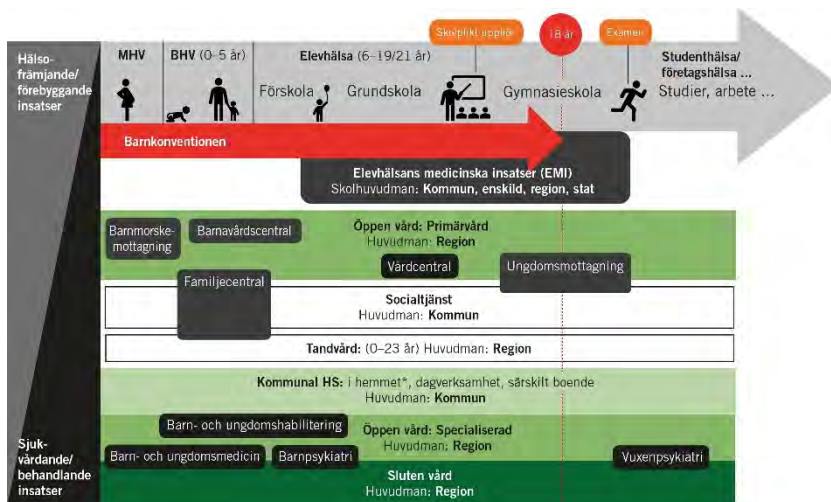 Hälso-
främjande/
förebyggande
insatser
MHV
BHV (0–5 år)
Elevhälsa (6–19/21 år)
Skolplikt upphör
18 år
Examen
Studenthälsa/
företagshälsa ...
Studier, arbete ...
Förskola
Grundskola
Gymnasieskola
Barnkonventionen
Elevhälsans medicinska insatser (EMI)
Skolhuvudman: Kommun, enskild, region, stat
Barnmorske-
mottagning
Barnavårdscentral
Öppen vård: Primärvård
Huvudman: Region
Vårdcentral
Ungdomsmottagning
Familjecentral
Socialtjänst
Huvudman: Kommun
Tandvård: (0–23 år) Huvudman: Region
Kommunal HS: i hemmet*, dagverksamhet, särskilt boende
Huvudman: Kommun
Barn- och ungdomshabilitering
Öppen vård: Specialiserad
Huvudman: Region
Barn- och ungdomsmedicin
Barnpsykiatri
Vuxenpsykiatri
Sjuk-
vårdande/
behandlande
insatser
Sluten vård
Huvudman: Region